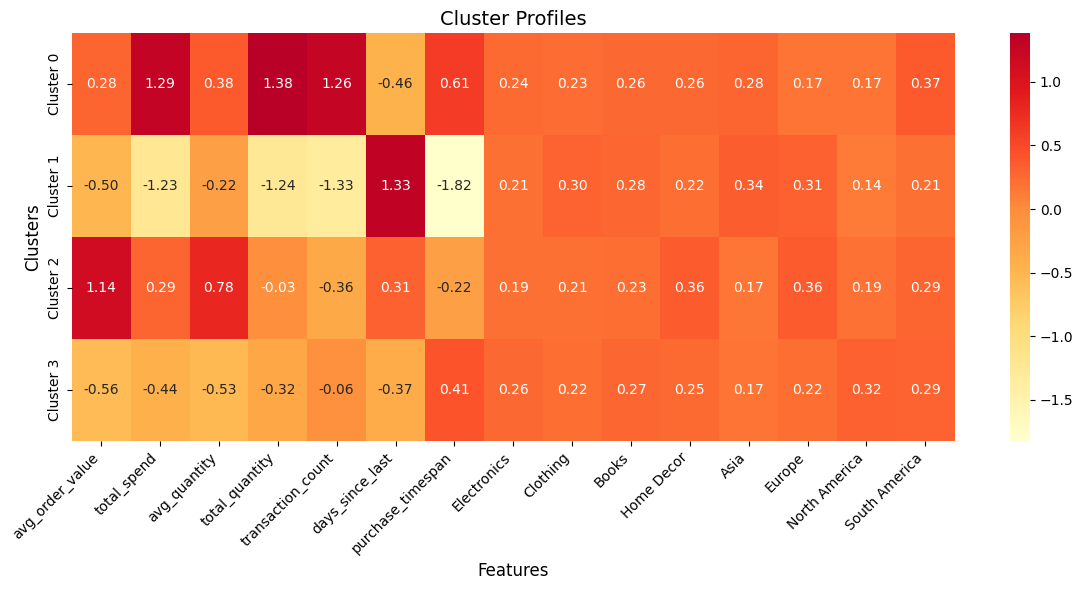 Cluster Profiles
Cluster 0
0.28 1.29 0.38 1.38 1.26 -0.46 0.61 0.24 0.23 0.26 0.26 0.28 0.17 0.17 0.37
Cluster 1
-0.50 -1.23 -0.22 -1.24 -1.33 1.33 -1.82 0.21 0.30 0.28 0.22 0.34 0.31 0.14 0.21
Cluster 2
1.14 0.29 0.78 -0.03 -0.36 0.31 -0.22 0.19 0.21 0.23 0.36 0.17 0.36 0.19 0.29
Cluster 3
-0.56 -0.44 -0.53 -0.32 -0.06 -0.37 0.41 0.26 0.22 0.27 0.25 0.17 0.22 0.32 0.29
Clusters
avg_order_value
total_spend
avg_quantity
total_quantity
transaction_count
days_since_last
purchase_timespan
Electronics
Clothing
Books
Home Decor
Asia
Europe
North America
South America
Features
1.0
0.5
0.0
−0.5
−1.0
−1.5